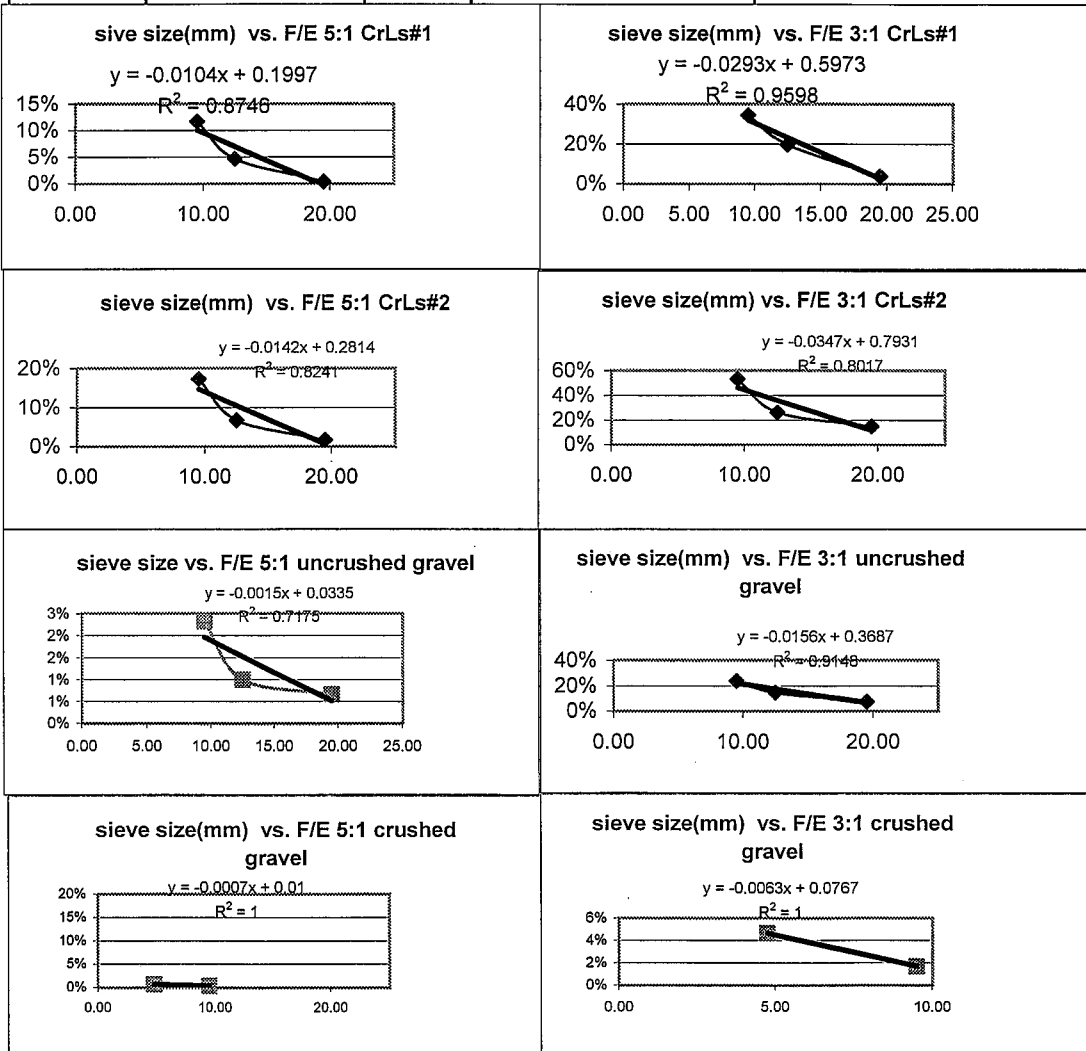 sive size(mm) vs. F/E 5:1 CrLs#1
y = -0.0104x + 0.1997
R² = 0.8746
15%
10%
5%
0%
0.00 10.00 20.00
sieve size(mm) vs. F/E 3:1 CrLs#1
y = -0.0293x + 0.5973
R² = 0.9598
40%
20%
0%
0.00 5.00 10.00 15.00 20.00 25.00
sieve size(mm) vs. F/E 5:1 CrLs#2
y = -0.0142x + 0.2814
R² = 0.8241
20%
10%
0%
0.00 10.00 20.00
sieve size(mm) vs. F/E 3:1 CrLs#2
y = -0.0347x + 0.7931
R² = 0.8017
60%
40%
20%
0%
0.00 10.00 20.00
sieve size vs. F/E 5:1 uncrushed gravel
y = -0.0015x + 0.0335
R² = 0.7175
3%
2%
2%
1%
1%
0%
0.00 5.00 10.00 15.00 20.00 25.00
sieve size(mm) vs. F/E 3:1 uncrushed
gravel
y = -0.0156x + 0.3687
R² = 0.9148
40%
20%
0%
0.00 10.00 20.00
sieve size(mm) vs. F/E 5:1 crushed
gravel
y = -0.0007x + 0.01
R² = 1
20%
15%
10%
5%
0%
0.00 10.00 20.00
sieve size(mm) vs. F/E 3:1 crushed
gravel
y = -0.0063x + 0.0767
R² = 1
6%
4%
2%
0%
0.00 5.00 10.00